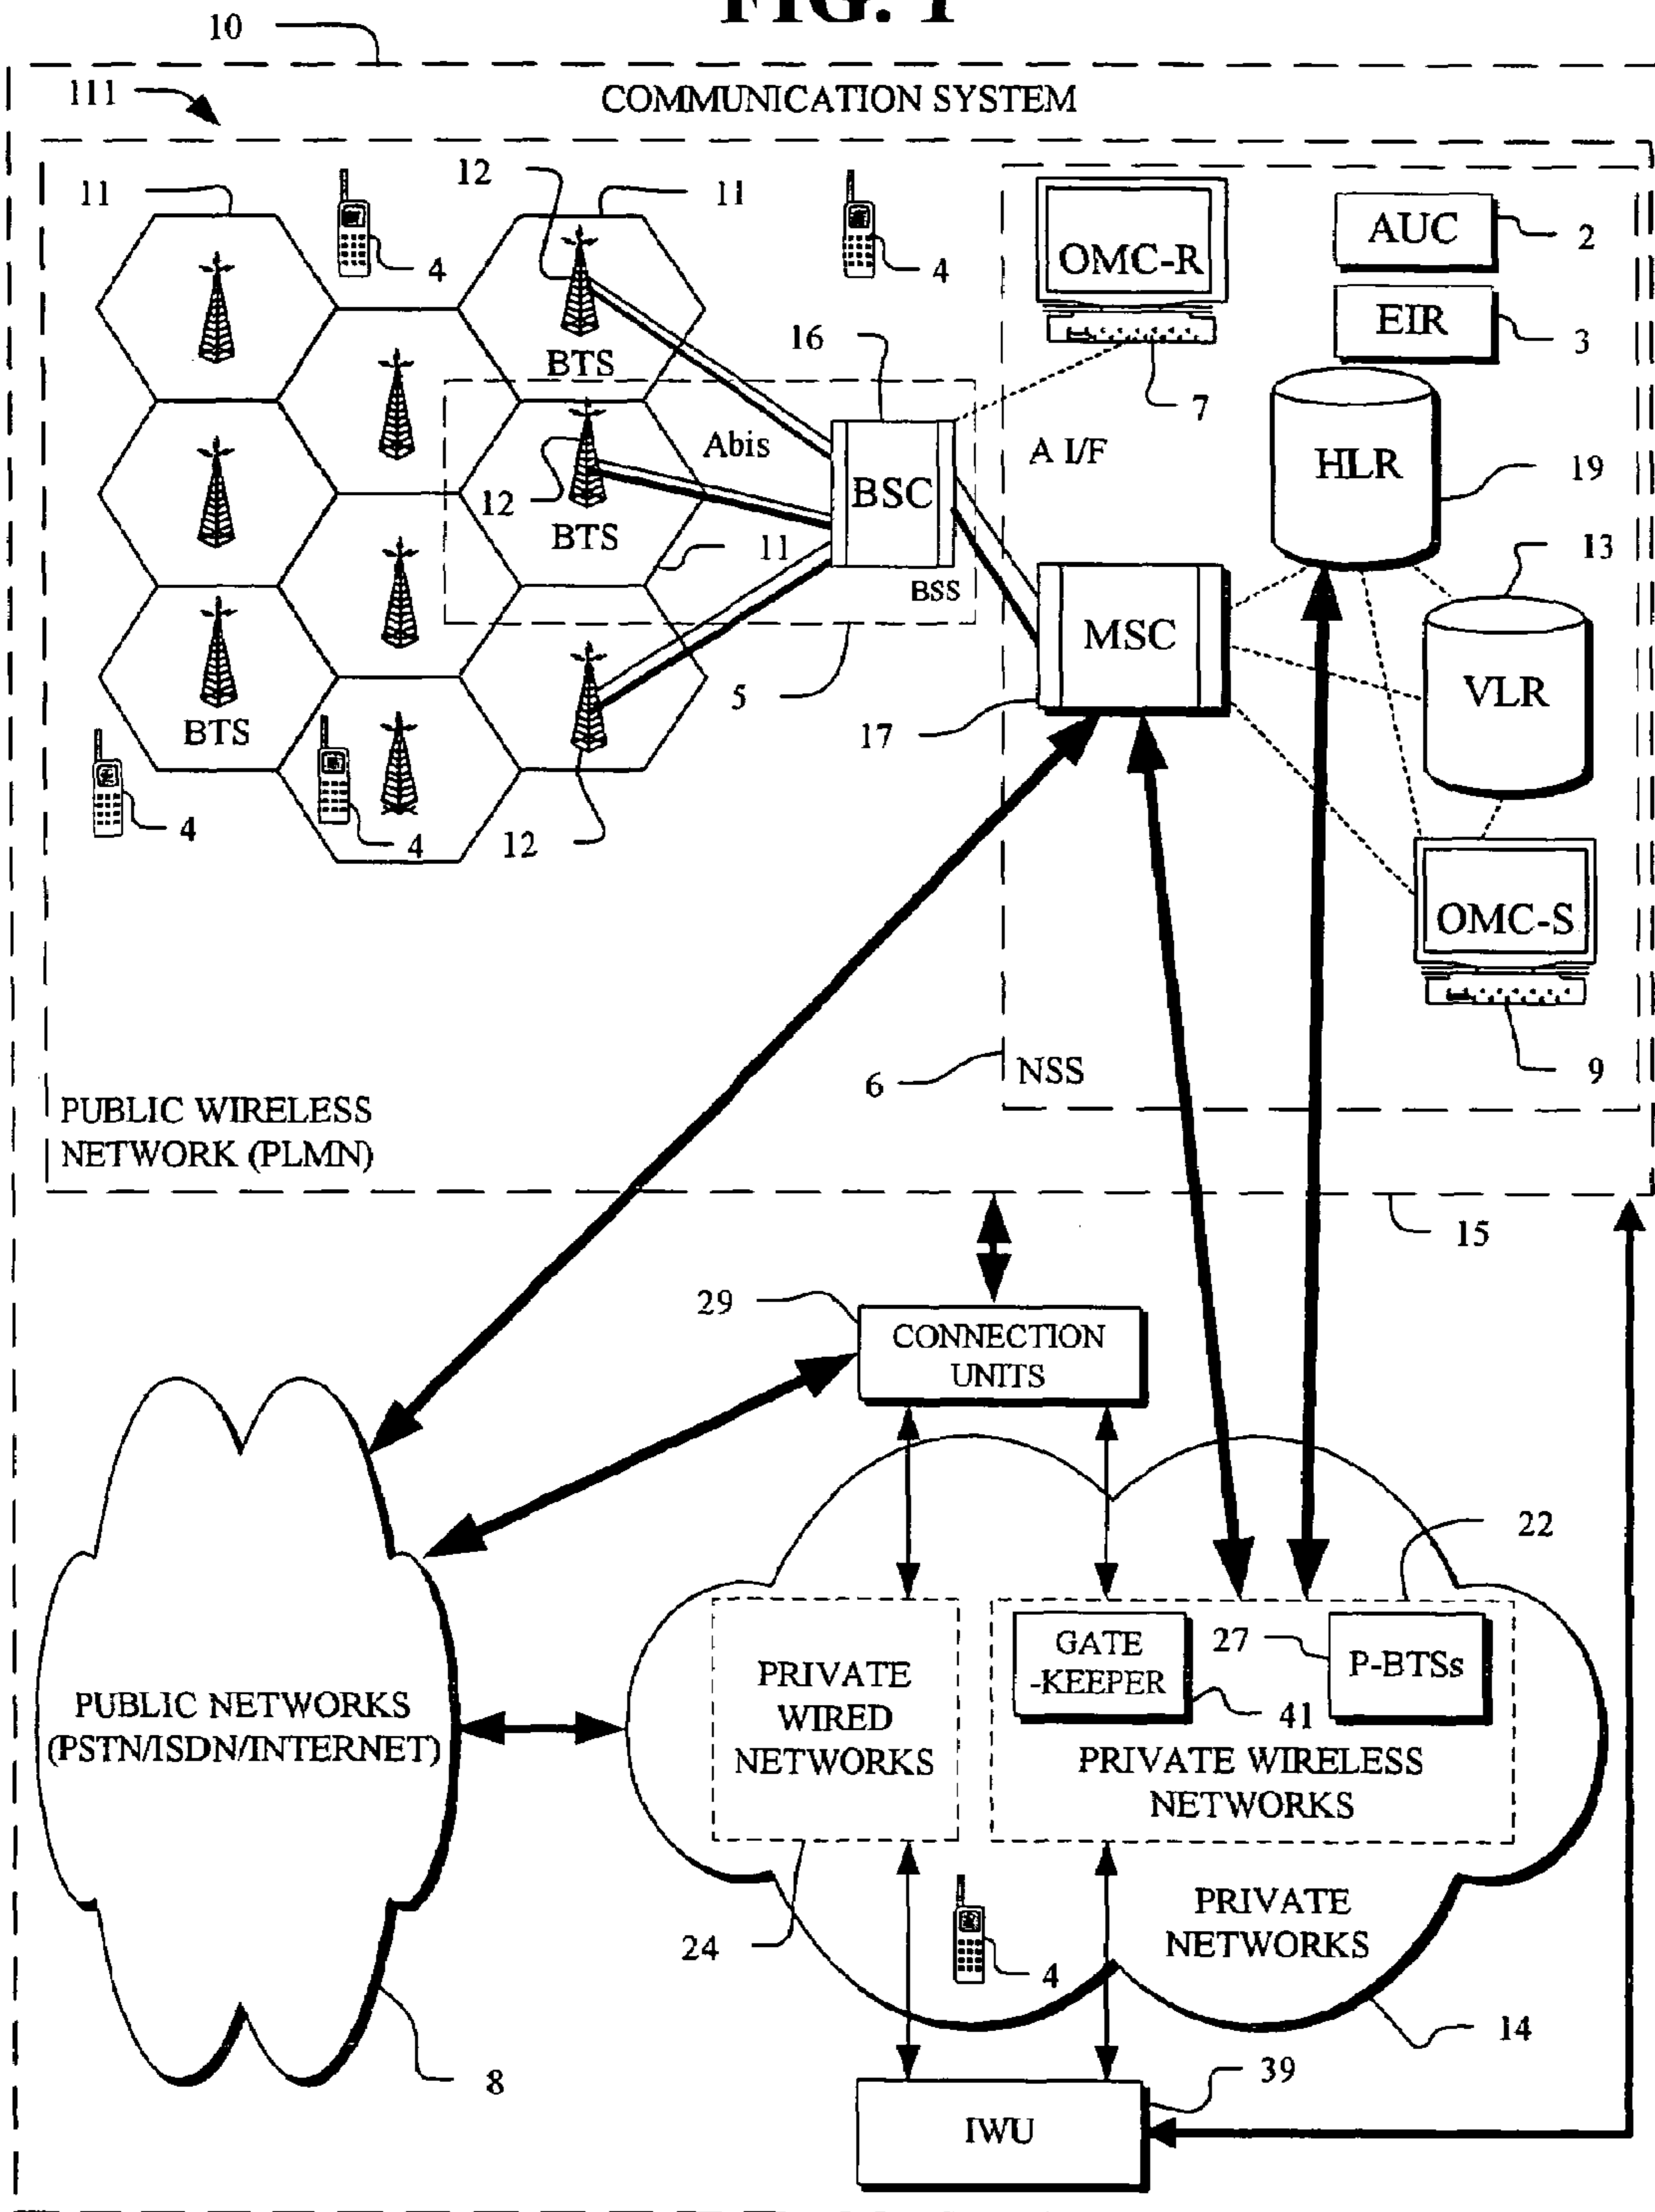 FIG. 1
10
111
COMMUNICATION SYSTEM
11
12
11
4
4
OMC-R
AUC
2
EIR
3
BTS
16
7
Abis
A I/F
BSC
HLR
19
12
BTS
11
13
BSS
MSC
5
VLR
BTS
17
4
4
12
OMC-S
6
NSS
9
PUBLIC WIRELESS
NETWORK (PLMN)
15
29
CONNECTION
UNITS
22
GATE
-KEEPER
27
P-BTSs
41
PRIVATE
WIRED
NETWORKS
PRIVATE WIRELESS
NETWORKS
PUBLIC NETWORKS
(PSTN/ISDN/INTERNET)
24
4
PRIVATE
NETWORKS
14
8
39
IWU